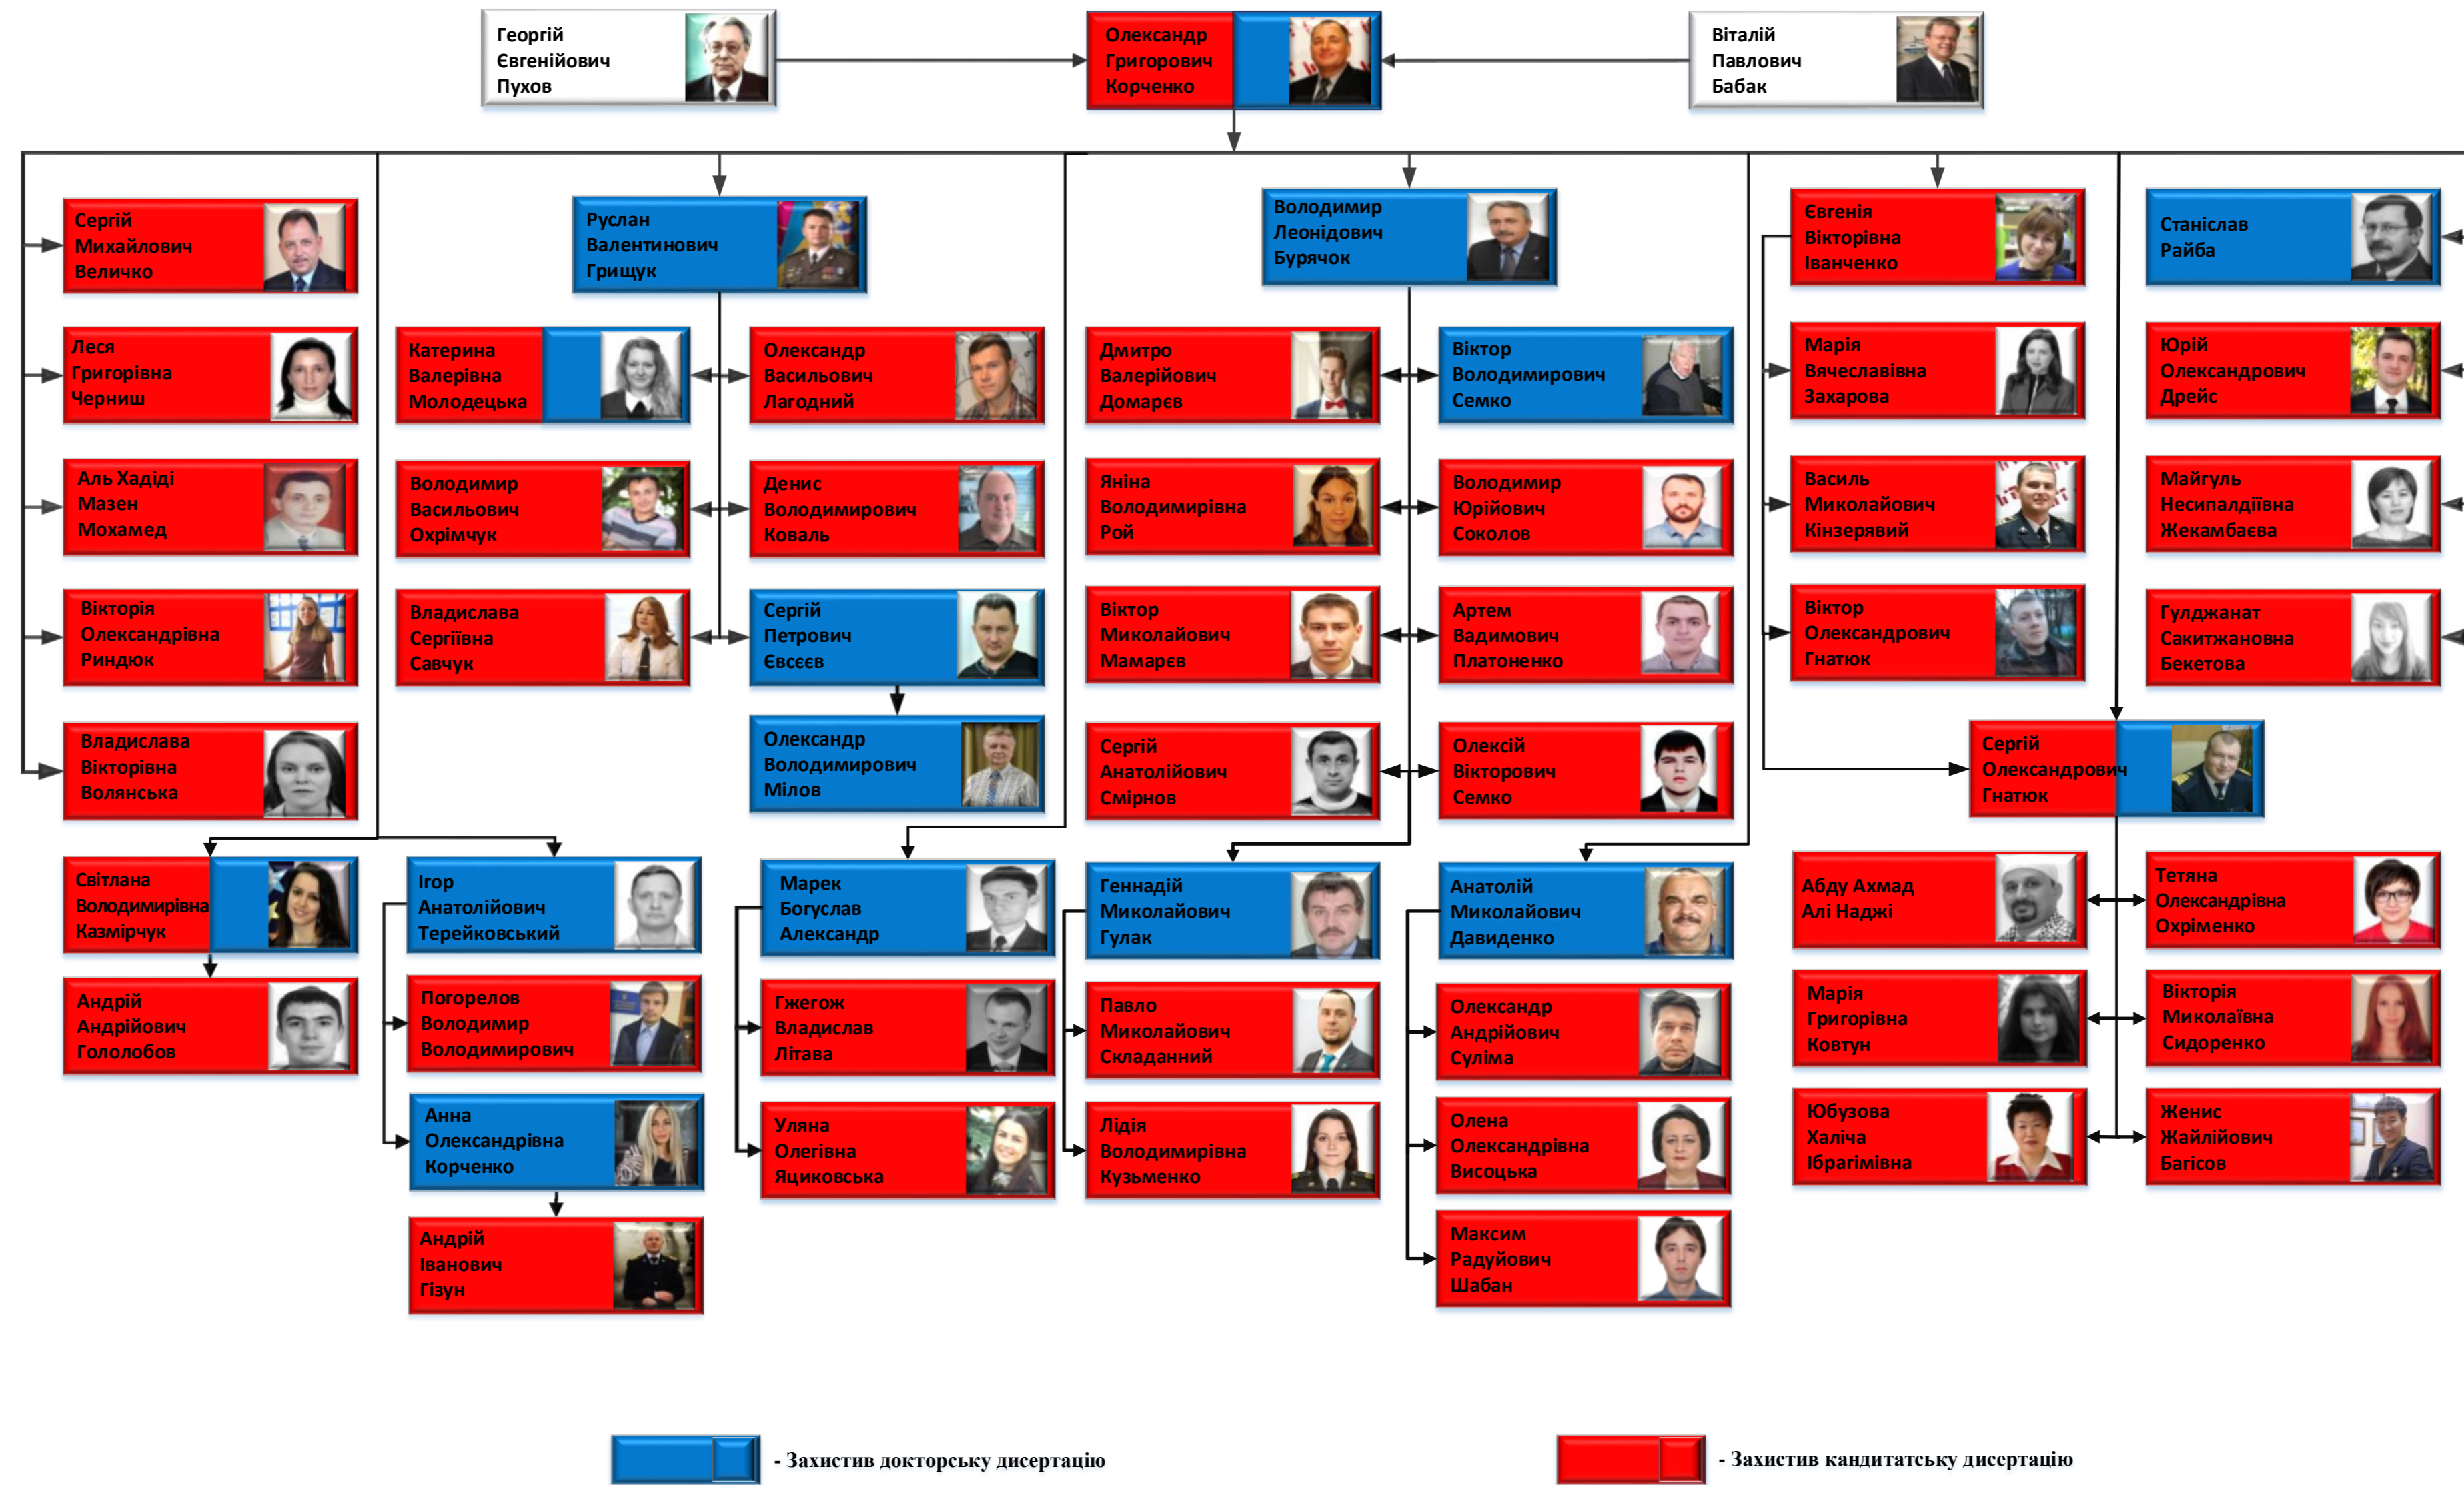 Георгій
Євгенійович
Пухов
Олександр
Григорович
Корченко
Віталій
Павлович
Бабак
Сергій
Михайлович
Величко
Руслан
Валентинович
Грищук
Володимир
Леонідович
Бурячок
Євгенія
Вікторівна
Іванченко
Станіслав
Райба
Леся
Григорівна
Черниш
Катерина
Валерівна
Молодецька
Олександр
Васильович
Лагодний
Дмитро
Валерійович
Домарєв
Віктор
Володимирович
Семко
Марія
Вячеславівна
Захарова
Юрій
Олександрович
Дрейс
Аль Хадіді
Мазен
Мохамед
Володимир
Васильович
Охрімчук
Денис
Володимирович
Коваль
Яніна
Володимирівна
Рой
Володимир
Юрійович
Соколов
Василь
Миколайович
Кінзерявий
Майгуль
Несипалдіївна
Жекамбаєва
Вікторія
Олександрівна
Риндюк
Владислава
Сергіївна
Савчук
Сергій
Петрович
Євсєєв
Віктор
Миколайович
Мамарєв
Артем
Вадимович
Платоненко
Віктор
Олександрович
Гнатюк
Гулджанат
Сакитжановна
Бекетова
Владислава
Вікторівна
Волянська
Олександр
Володимирович
Мілов
Сергій
Анатолійович
Смірнов
Олексій
Вікторович
Семко
Сергій
Олександрович
Гнатюк
Світлана
Володимирівна
Казмірчук
Ігор
Анатолійович
Терейковський
Марек
Богуслав
Александр
Геннадій
Миколайович
Гулак
Анатолій
Миколайович
Давиденко
Абду Ахмад
Алі Наджі
Тетяна
Олександрівна
Охріменко
Андрій
Андрійович
Гололобов
Погорелов
Володимир
Володимирович
Гжегож
Владислав
Літава
Павло
Миколайович
Складанний
Олександр
Андрійович
Суліма
Марія
Григорівна
Ковтун
Вікторія
Миколаївна
Сидоренко
Анна
Олександрівна
Корченко
Уляна
Олегівна
Яциковська
Лідія
Володимирівна
Кузьменко
Олена
Олександрівна
Висоцька
Юбузова
Халіча
Ібрагімівна
Женис
Жайлійович
Багісов
Андрій
Іванович
Гізун
Максим
Радуйович
Шабан
- Захистив докторську дисертацію
- Захистив кандитатську дисертацію